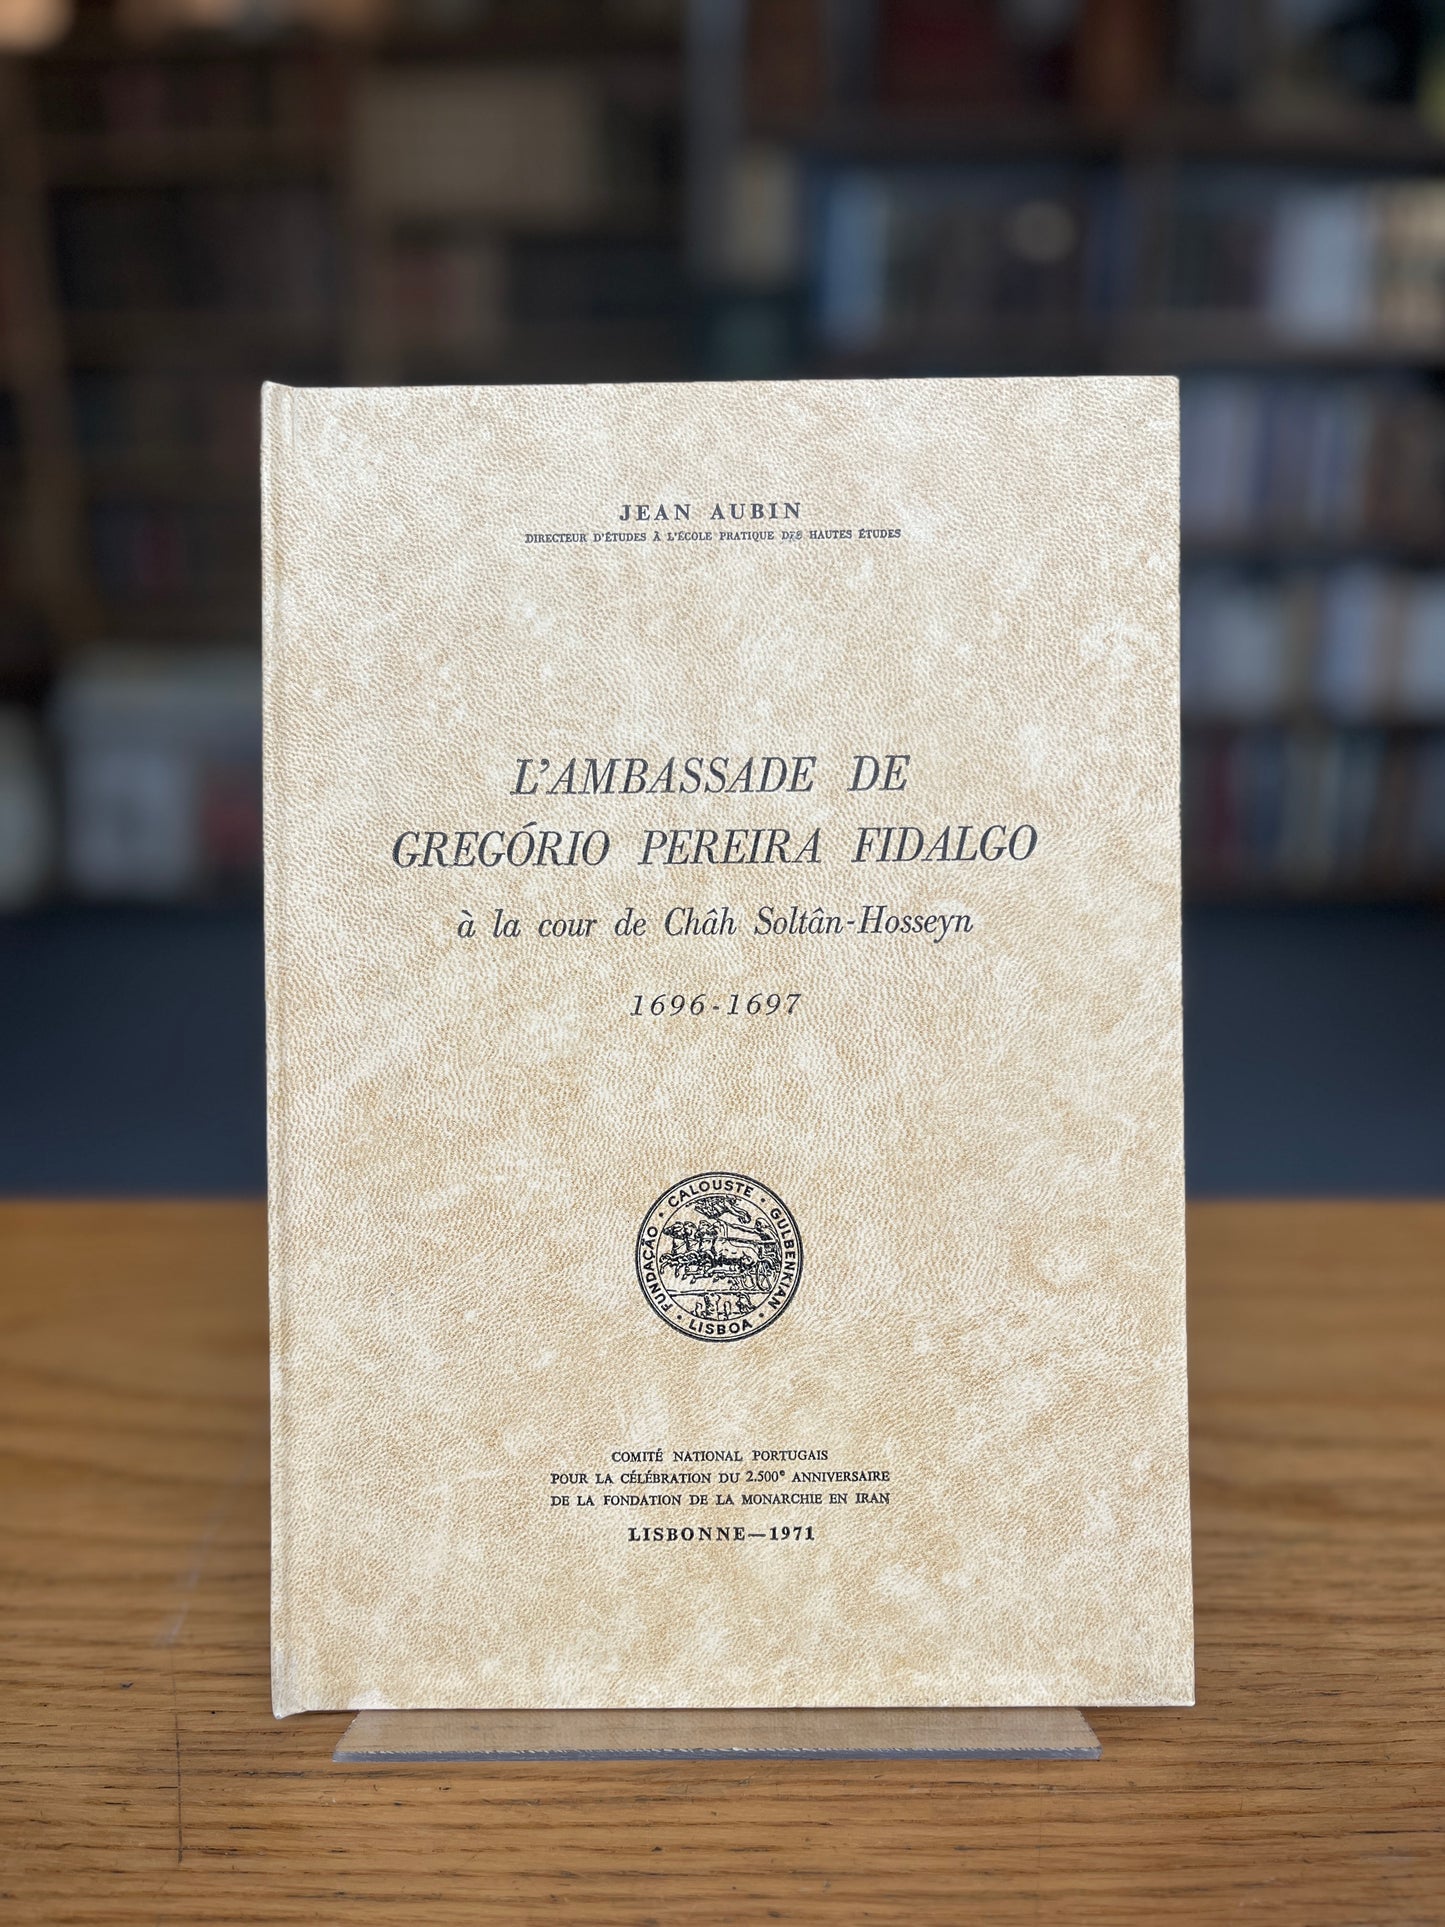 JEAN AUBIN
DIRECTEUR D'ÉTUDES À L'ÉCOLE PRATIQUE DES HAUTES ÉTUDES
L'AMBASSADE DE
GREGÓRIO PEREIRA FIDALGO
à la cour de Châh Soltân-Hosseyn
1696-1697
FUNDAÇÃO · CALOUSTE · GULBENKIAN · LISBOA ·
COMITÉ NATIONAL PORTUGAIS
POUR LA CÉLÉBRATION DU 2.500e ANNIVERSAIRE
DE LA FONDATION DE LA MONARCHIE EN IRAN
LISBONNE—1971